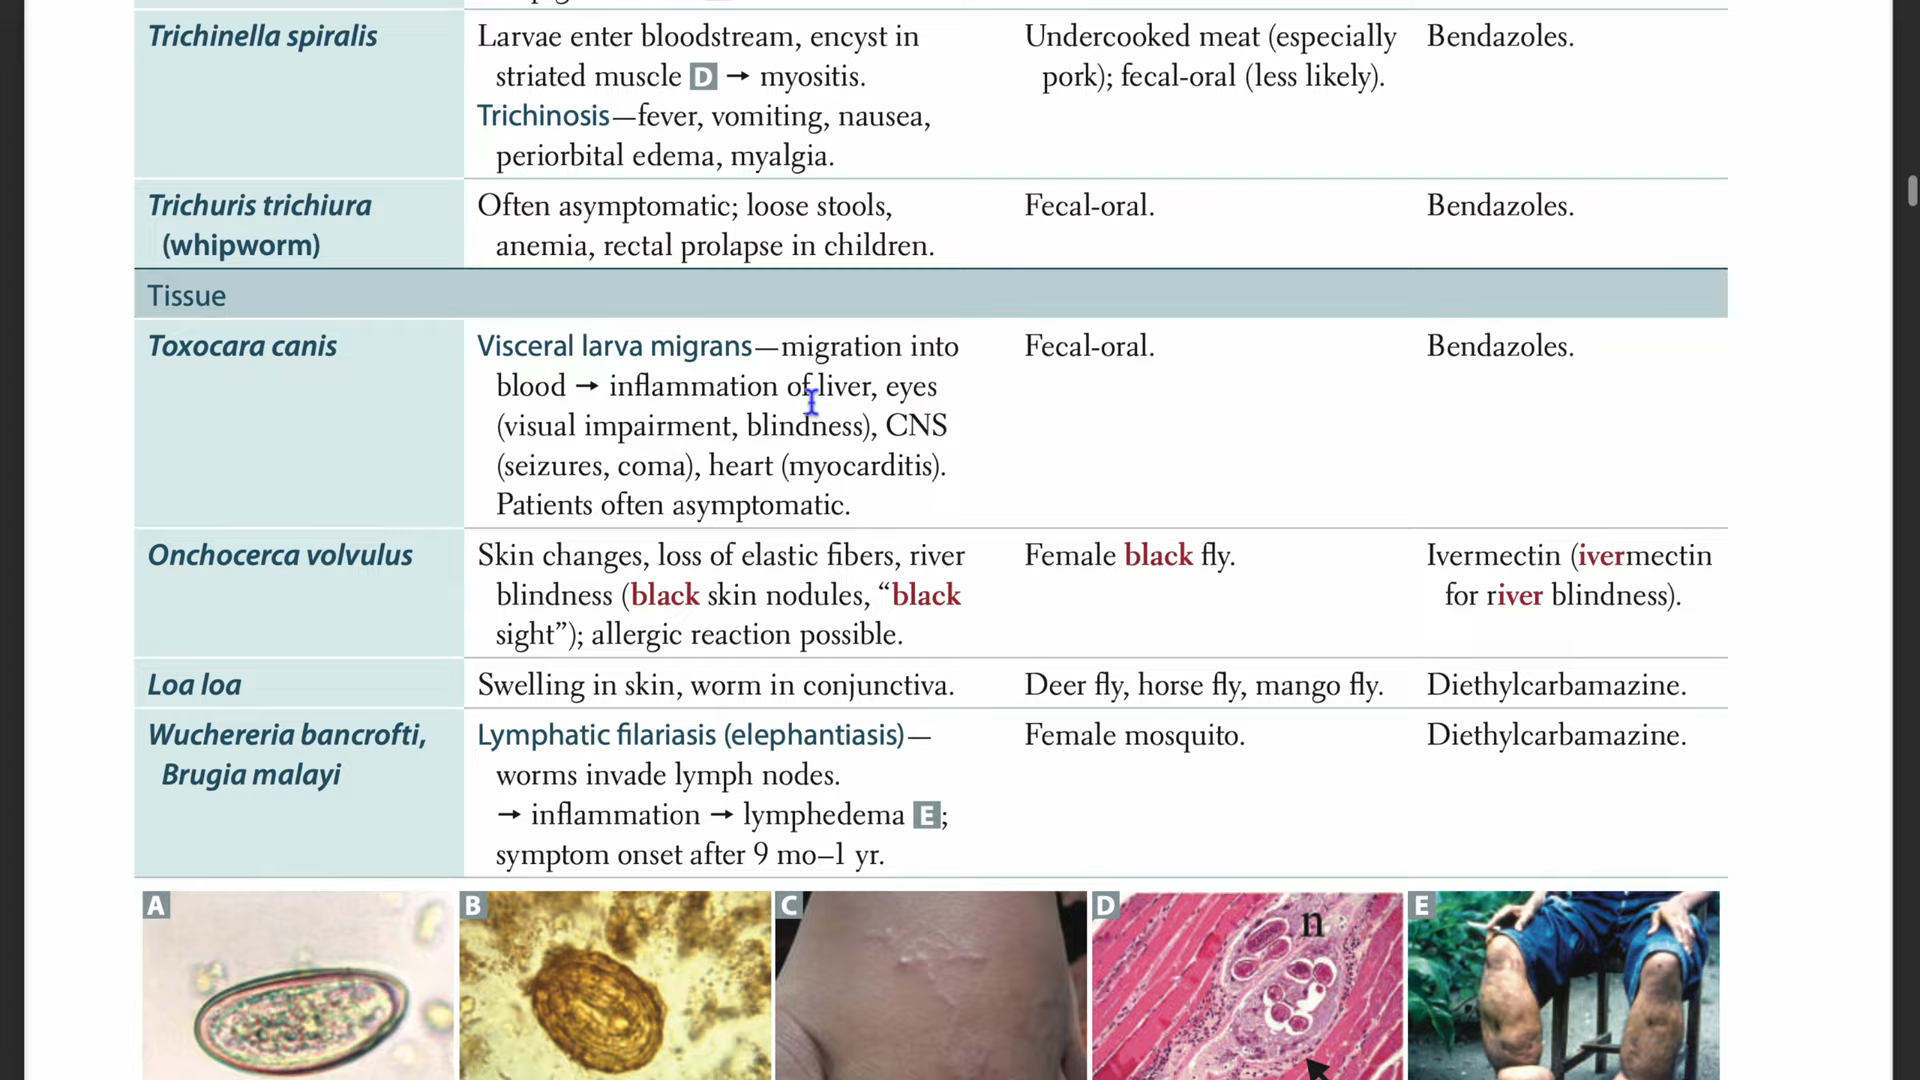 Trichinella spiralis
Larvae enter bloodstream, encyst in
striated muscle D → myositis.
Trichinosis—fever, vomiting, nausea,
periorbital edema, myalgia.
Undercooked meat (especially
pork); fecal-oral (less likely).
Bendazoles.
Trichuris trichiura
(whipworm)
Often asymptomatic; loose stools,
anemia, rectal prolapse in children.
Fecal-oral.
Bendazoles.
Tissue
Toxocara canis
Visceral larva migrans—migration into
blood → inflammation of liver, eyes
(visual impairment, blindness), CNS
(seizures, coma), heart (myocarditis).
Patients often asymptomatic.
Fecal-oral.
Bendazoles.
Onchocerca volvulus
Skin changes, loss of elastic fibers, river
blindness (black skin nodules, “black
sight”); allergic reaction possible.
Female black fly.
Ivermectin (ivermectin
for river blindness).
Loa loa
Swelling in skin, worm in conjunctiva.
Deer fly, horse fly, mango fly.
Diethylcarbamazine.
Wuchereria bancrofti,
Brugia malayi
Lymphatic filariasis (elephantiasis)—
worms invade lymph nodes.
→ inflammation → lymphedema E;
symptom onset after 9 mo–1 yr.
Female mosquito.
Diethylcarbamazine.
A
B
C
D
n
E